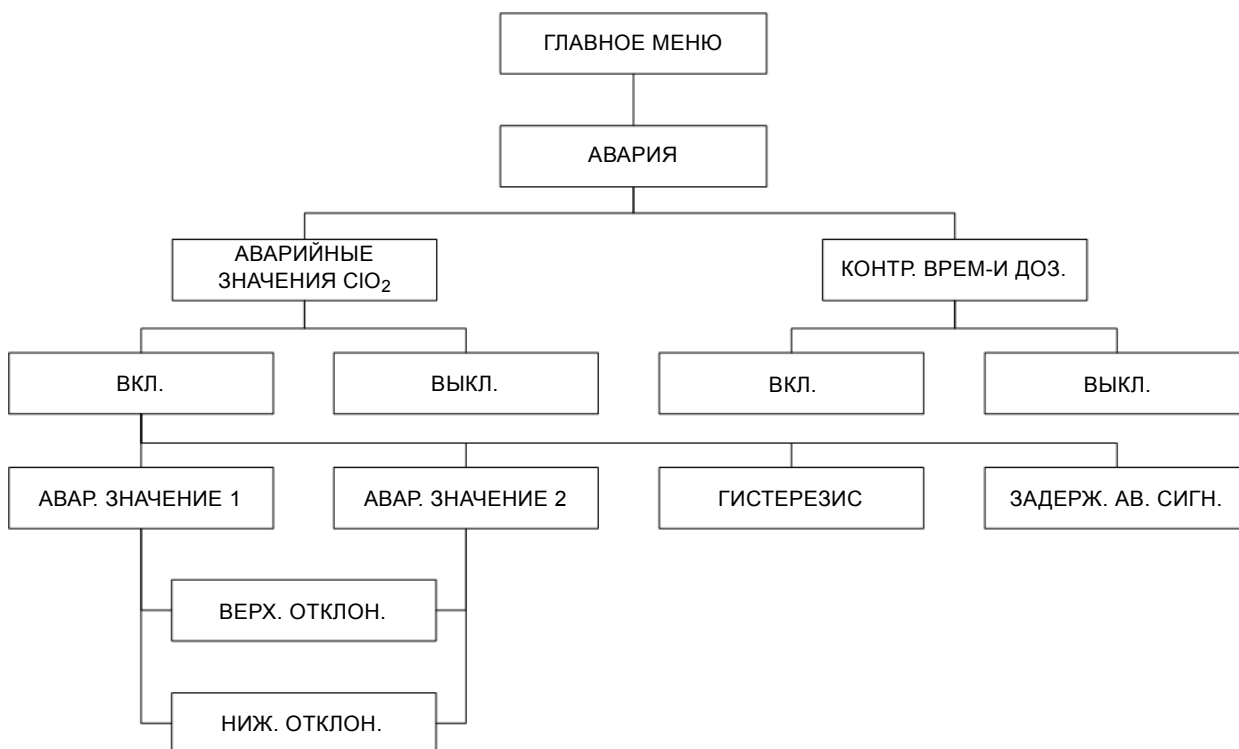 ГЛАВНОЕ МЕНЮ
АВАРИЯ
АВАРИЙНЫЕ
ЗНАЧЕНИЯ ClO₂
КОНТР. ВРЕМ-И ДОЗ.
ВКЛ.
ВЫКЛ.
ВКЛ.
ВЫКЛ.
АВАР. ЗНАЧЕНИЕ 1
АВАР. ЗНАЧЕНИЕ 2
ГИСТЕРЕЗИС
ЗАДЕРЖ. АВ. СИГН.
ВЕРХ. ОТКЛОН.
НИЖ. ОТКЛОН.